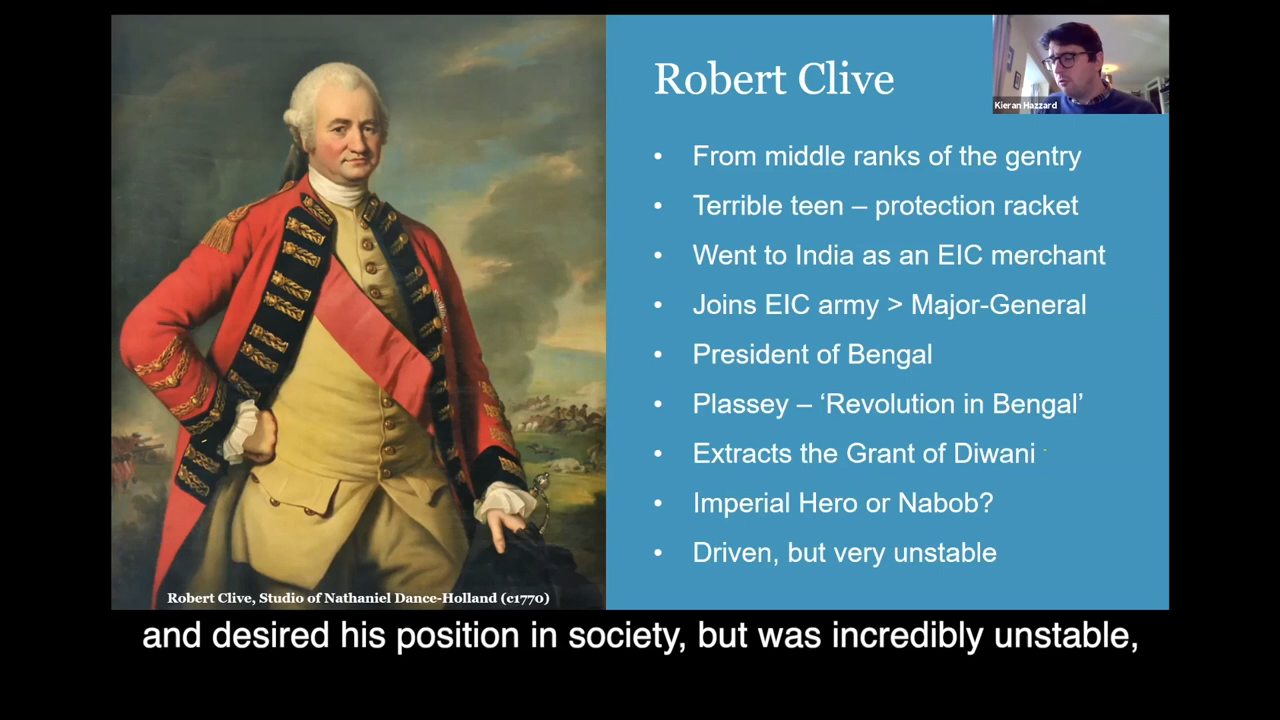 Robert Clive
Kieran Hazzard
• From middle ranks of the gentry
• Terrible teen – protection racket
• Went to India as an EIC merchant
• Joins EIC army > Major-General
• President of Bengal
• Plassey – ‘Revolution in Bengal’
• Extracts the Grant of Diwani
• Imperial Hero or Nabob?
• Driven, but very unstable
Robert Clive, Studio of Nathaniel Dance-Holland (c1770)
and desired his position in society, but was incredibly unstable,